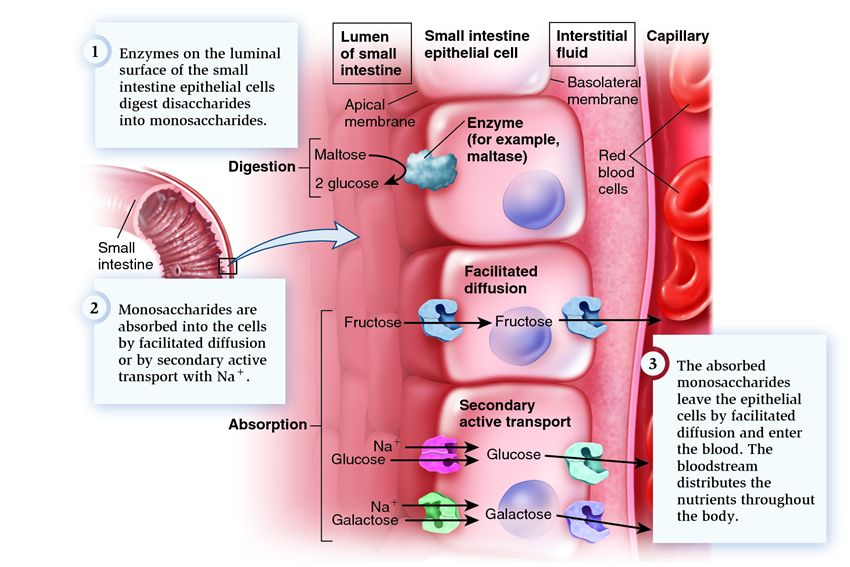 1
Enzymes on the luminal
surface of the small
intestine epithelial cells
digest disaccharides
into monosaccharides.
Lumen
of small
intestine
Small intestine
epithelial cell
Interstitial
fluid
Capillary
Apical
membrane
Basolateral
membrane
Enzyme
(for example,
maltase)
Digestion
Maltose
2 glucose
Red
blood
cells
Small
intestine
2
Monosaccharides are
absorbed into the cells
by facilitated diffusion
or by secondary active
transport with Na+.
Facilitated
diffusion
Fructose
Fructose
Absorption
Secondary
active transport
Na+
Glucose
Glucose
Na+
Galactose
Galactose
3
The absorbed
monosaccharides
leave the epithelial
cells by facilitated
diffusion and enter
the blood. The
bloodstream
distributes the
nutrients throughout
the body.